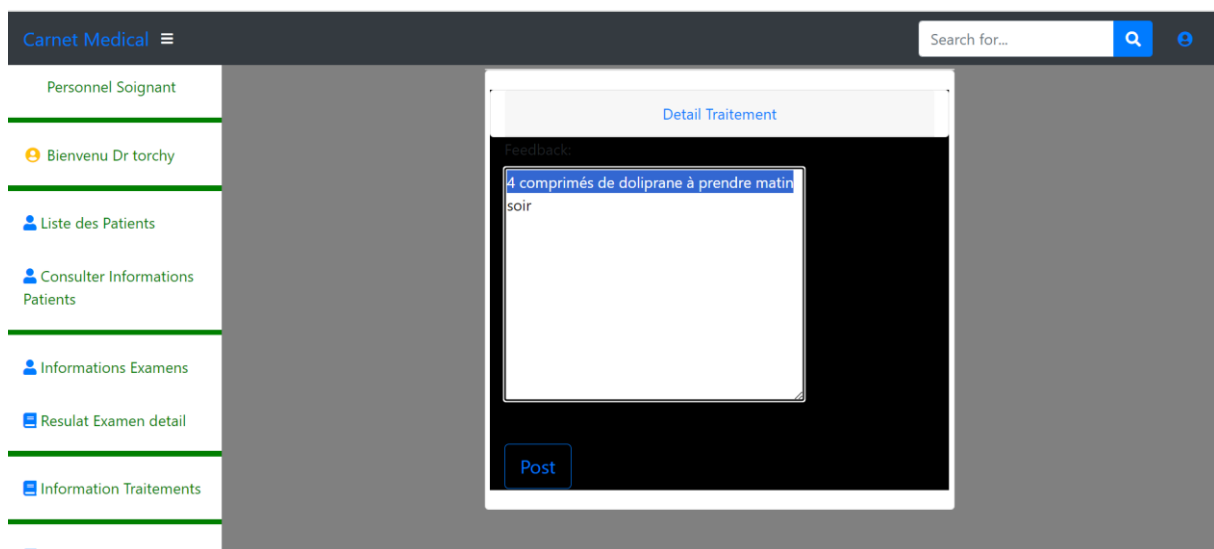 Carnet Medical
Search for...
Personnel Soignant
Bienvenu Dr torchy
Liste des Patients
Consulter Informations
Patients
Informations Examens
Resulat Examen detail
Information Traitements
Detail Traitement
Feedback:
4 comprimés de doliprane à prendre matin
soir
Post